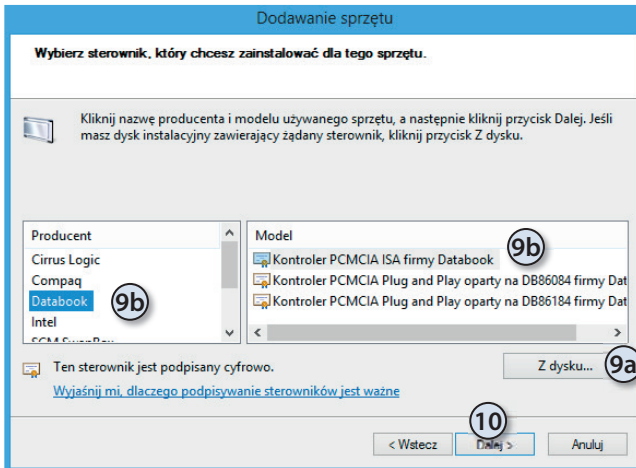 Dodawanie sprzętu
Wybierz sterownik, który chcesz zainstalować dla tego sprzętu.
Kliknij nazwę producenta i modelu używanego sprzętu, a następnie kliknij przycisk Dalej. Jeśli
masz dysk instalacyjny zawierający żądany sterownik, kliknij przycisk Z dysku.
Producent
Cirrus Logic
Compaq
Databook
9b
Intel
Model
9b
Kontroler PCMCIA ISA firmy Databook
Kontroler PCMCIA Plug and Play oparty na DB86084 firmy Dat
Kontroler PCMCIA Plug and Play oparty na DB86184 firmy Dat
Ten sterownik jest podpisany cyfrowo.
Wyjaśnij mi, dlaczego podpisywanie sterowników jest ważne
Z dysku...
9a
10
< Wstecz
Dalej >
Anuluj